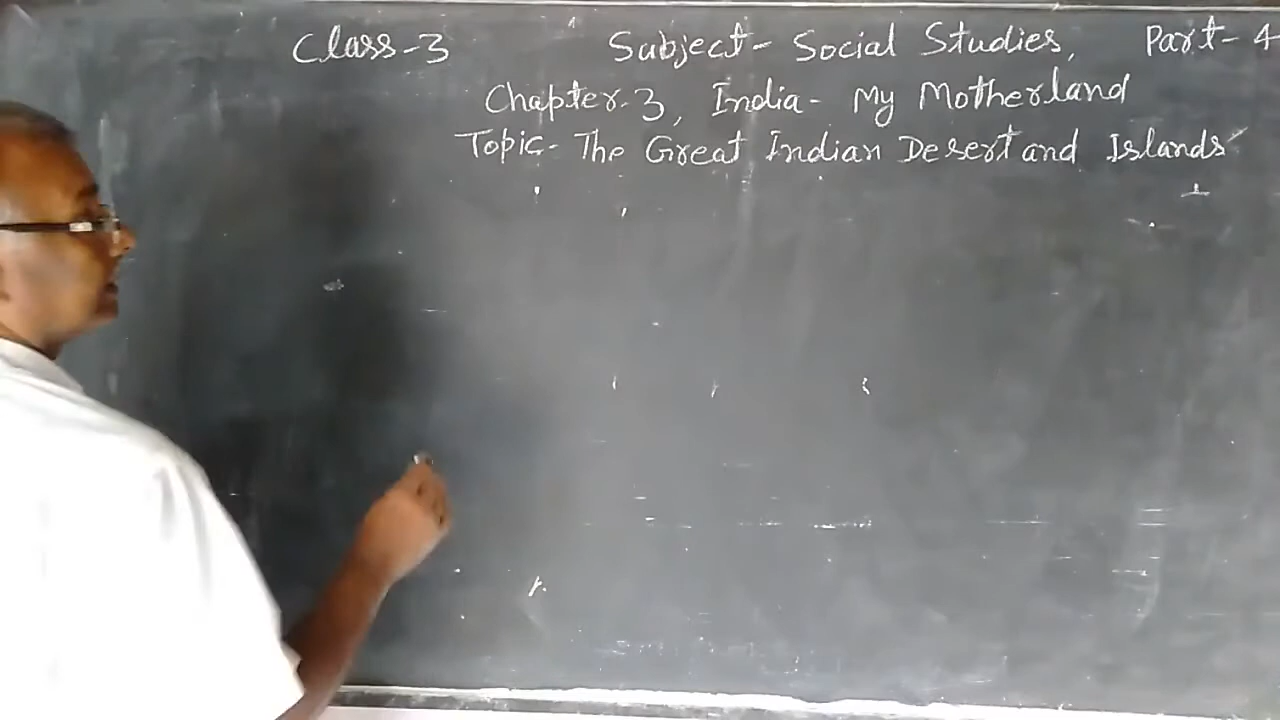 Class-3 Subject- Social Studies, Part-4
Chapter-3, India- My Motherland
Topic- The Great Indian Desert and Islands